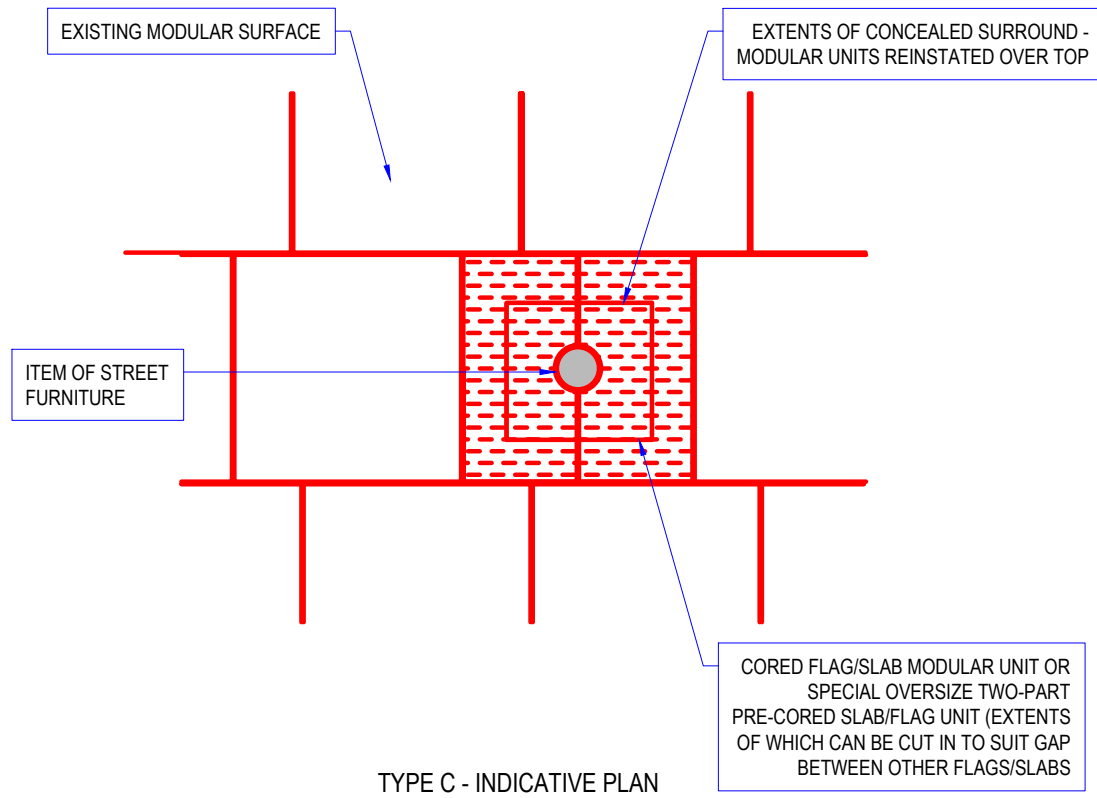 EXISTING MODULAR SURFACE
EXTENTS OF CONCEALED SURROUND -
MODULAR UNITS REINSTATED OVER TOP
ITEM OF STREET
FURNITURE
CORED FLAG/SLAB MODULAR UNIT OR
SPECIAL OVERSIZE TWO-PART
PRE-CORED SLAB/FLAG UNIT (EXTENTS
OF WHICH CAN BE CUT IN TO SUIT GAP
BETWEEN OTHER FLAGS/SLABS
TYPE C - INDICATIVE PLAN